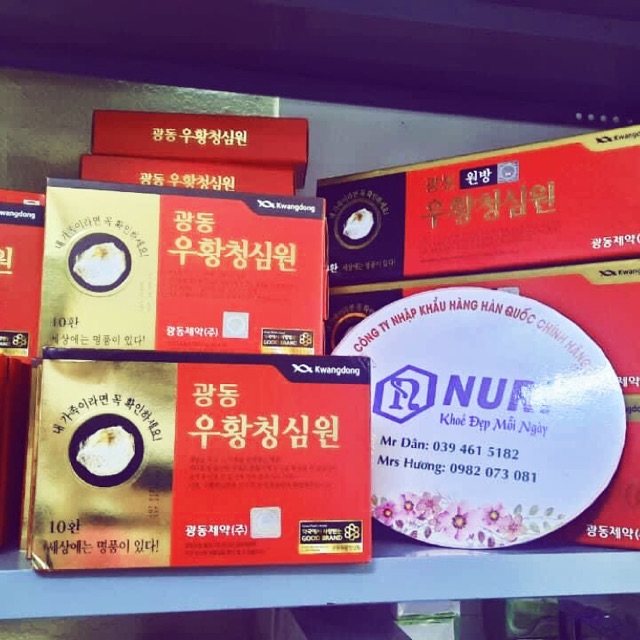 광동 우황청심원
광동 우황청심원
Kwangdong
광동
우황청심원
내 가족이라면 꼭 확인하세요!
10환
세상에는 명품이 있다!
광동제약(주)
GOOD BRAND
Kwangdong
광동
우황청심원
내 가족이라면 꼭 확인하세요!
10환
세상에는 명품이 있다!
광동제약(주)
GOOD BRAND
wangdong
원
Kwangdong
광동 원방
우황청심원
세상에는 명품이 있다!
광동제약(주
Kwangdong
광동제약(
CÔNG TY NHẬP KHẨU HÀNG HÀN QUỐC CHÍNH HÃNG
NURI
Khoẻ Đẹp Mỗi Ngày
Mr Dân: 039 461 5182
Mrs Hương: 0982 073 081